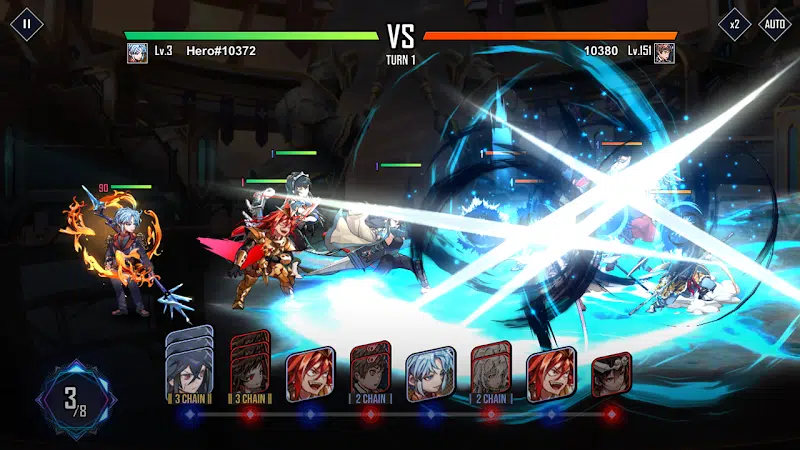 VS
x2
AUTO
Lv.3 Hero#10372
10380 Lv.151
TURN 1
90
3/8
3 CHAIN
3 CHAIN
2 CHAIN
2 CHAIN